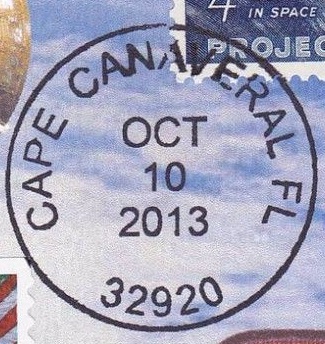 4¢
IN SPACE
PROJEC
CAPE CANAVERAL FL
OCT
10
2013
32920